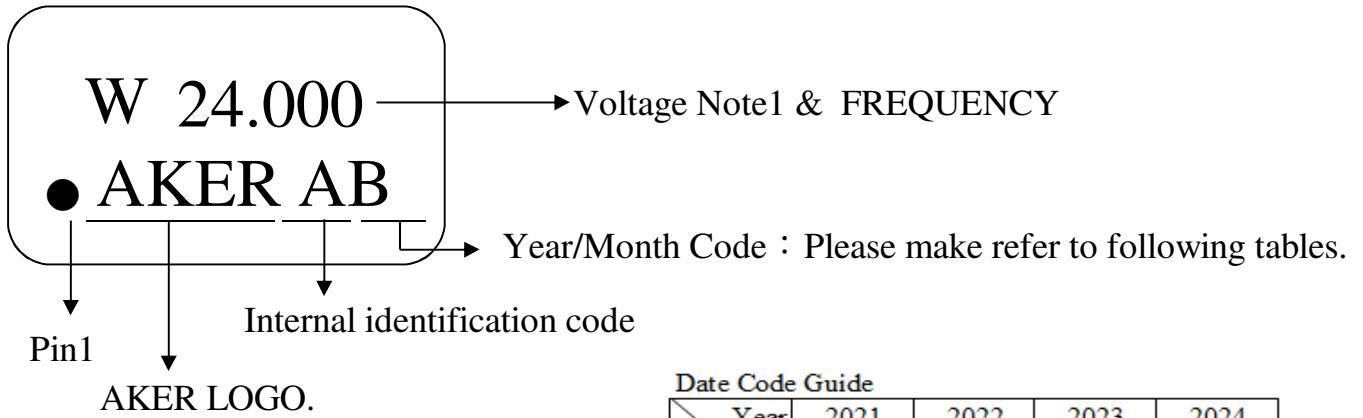 W 24.000
Voltage Note1 & FREQUENCY
AKER AB
Year/Month Code：Please make refer to following tables.
Internal identification code
Pin1
AKER LOGO.
Date Code Guide
Year 2021 2022 2023 2024